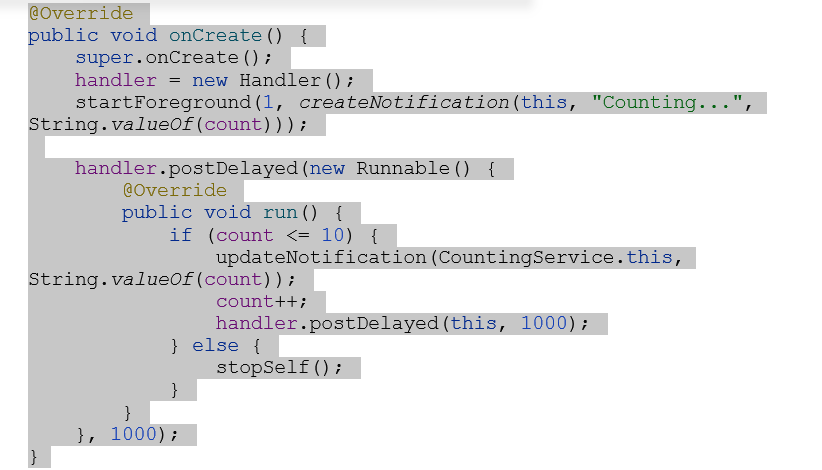 @Override
public void onCreate() {
    super.onCreate();
    handler = new Handler();
    startForeground(1, createNotification(this, "Counting...",
String.valueOf(count)));

    handler.postDelayed(new Runnable() {
        @Override
        public void run() {
            if (count <= 10) {
                updateNotification(CountingService.this,
String.valueOf(count));
                count++;
                handler.postDelayed(this, 1000);
            } else {
                stopSelf();
            }
        }
    }, 1000);
}